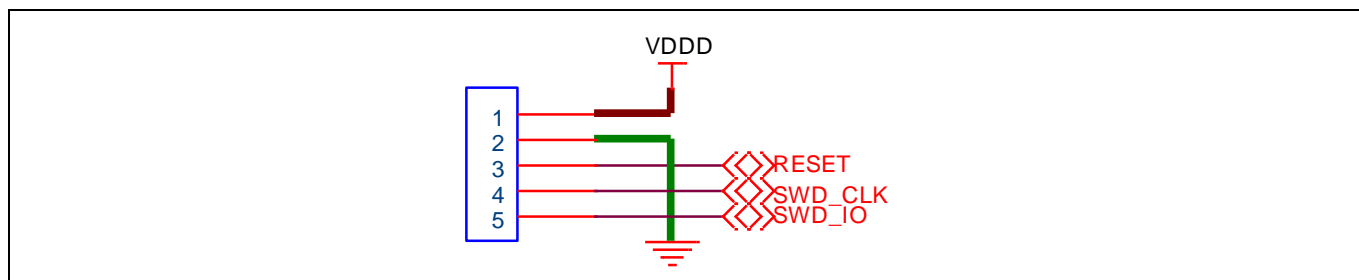 VDDD
1
2
3 RESET
4 SWD_CLK
5 SWD_IO